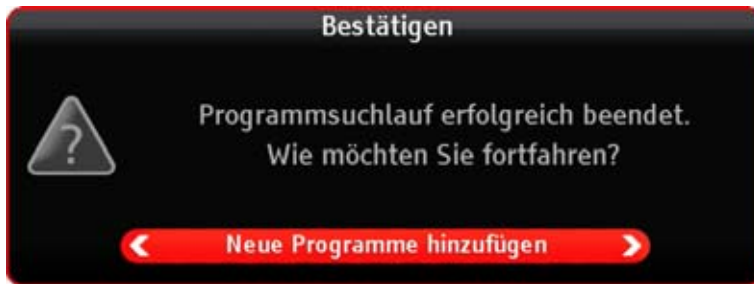 Bestätigen
Programmsuchlauf erfolgreich beendet.
Wie möchten Sie fortfahren?
Neue Programme hinzufügen